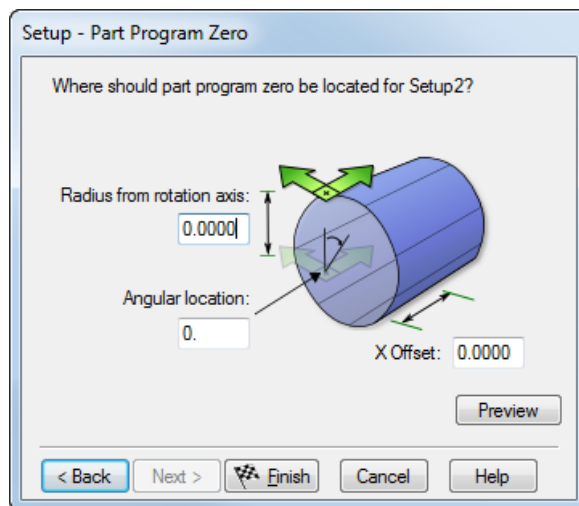 Setup - Part Program Zero
Where should part program zero be located for Setup2?
Radius from rotation axis:
0.0000
Angular location:
0.
X Offset: 0.0000
Preview
< Back Next > Finish Cancel Help